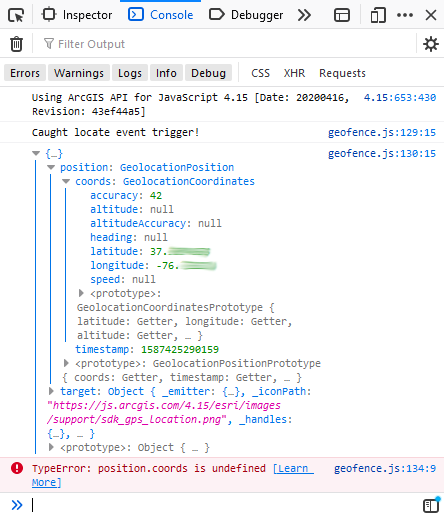 Inspector Console Debugger
Filter Output
Errors Warnings Logs Info Debug CSS XHR Requests
Using ArcGIS API for JavaScript 4.15 [Date: 20200416, 4.15:653:430
Revision: 43ef44a5]
Caught locate event trigger! geofence.js:129:15
{…} geofence.js:130:15
position: GeolocationPosition
coords: GeolocationCoordinates
accuracy: 42
altitude: null
altitudeAccuracy: null
heading: null
latitude: 37.
longitude: -76.
speed: null
<prototype>:
GeolocationCoordinatesPrototype {
latitude: Getter, longitude: Getter,
altitude: Getter, … }
timestamp: 1587425290159
<prototype>: GeolocationPositionPrototype
{ coords: Getter, timestamp: Getter, … }
target: Object { _emitter: {…}, _iconPath:
"https://js.arcgis.com/4.15/esri/images
/support/sdk_gps_location.png", _handles:
{…}, … }
<prototype>: Object { … }
TypeError: position.coords is undefined [Learn geofence.js:134:9
More]